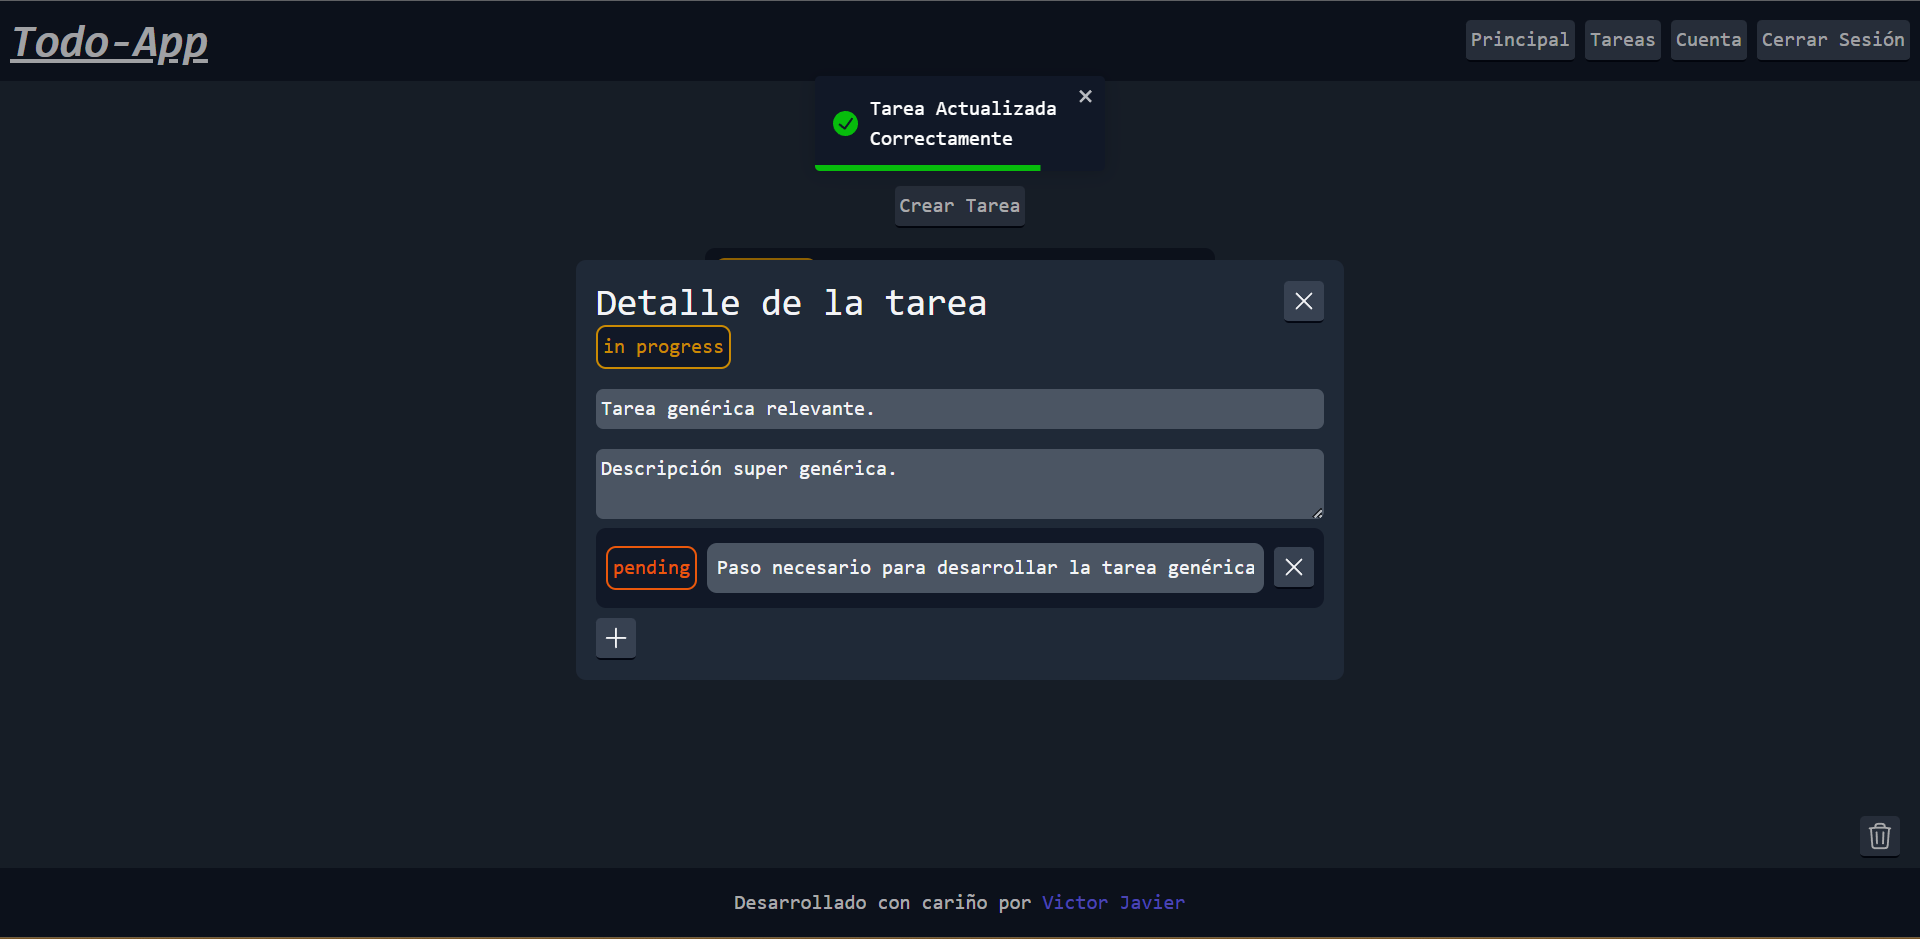 Todo-App
Principal Tareas Cuenta Cerrar Sesión
Tarea Actualizada
Correctamente
Crear Tarea
Detalle de la tarea
in progress
Tarea genérica relevante.
Descripción super genérica.
pending Paso necesario para desarrollar la tarea genérica
Desarrollado con cariño por Victor Javier